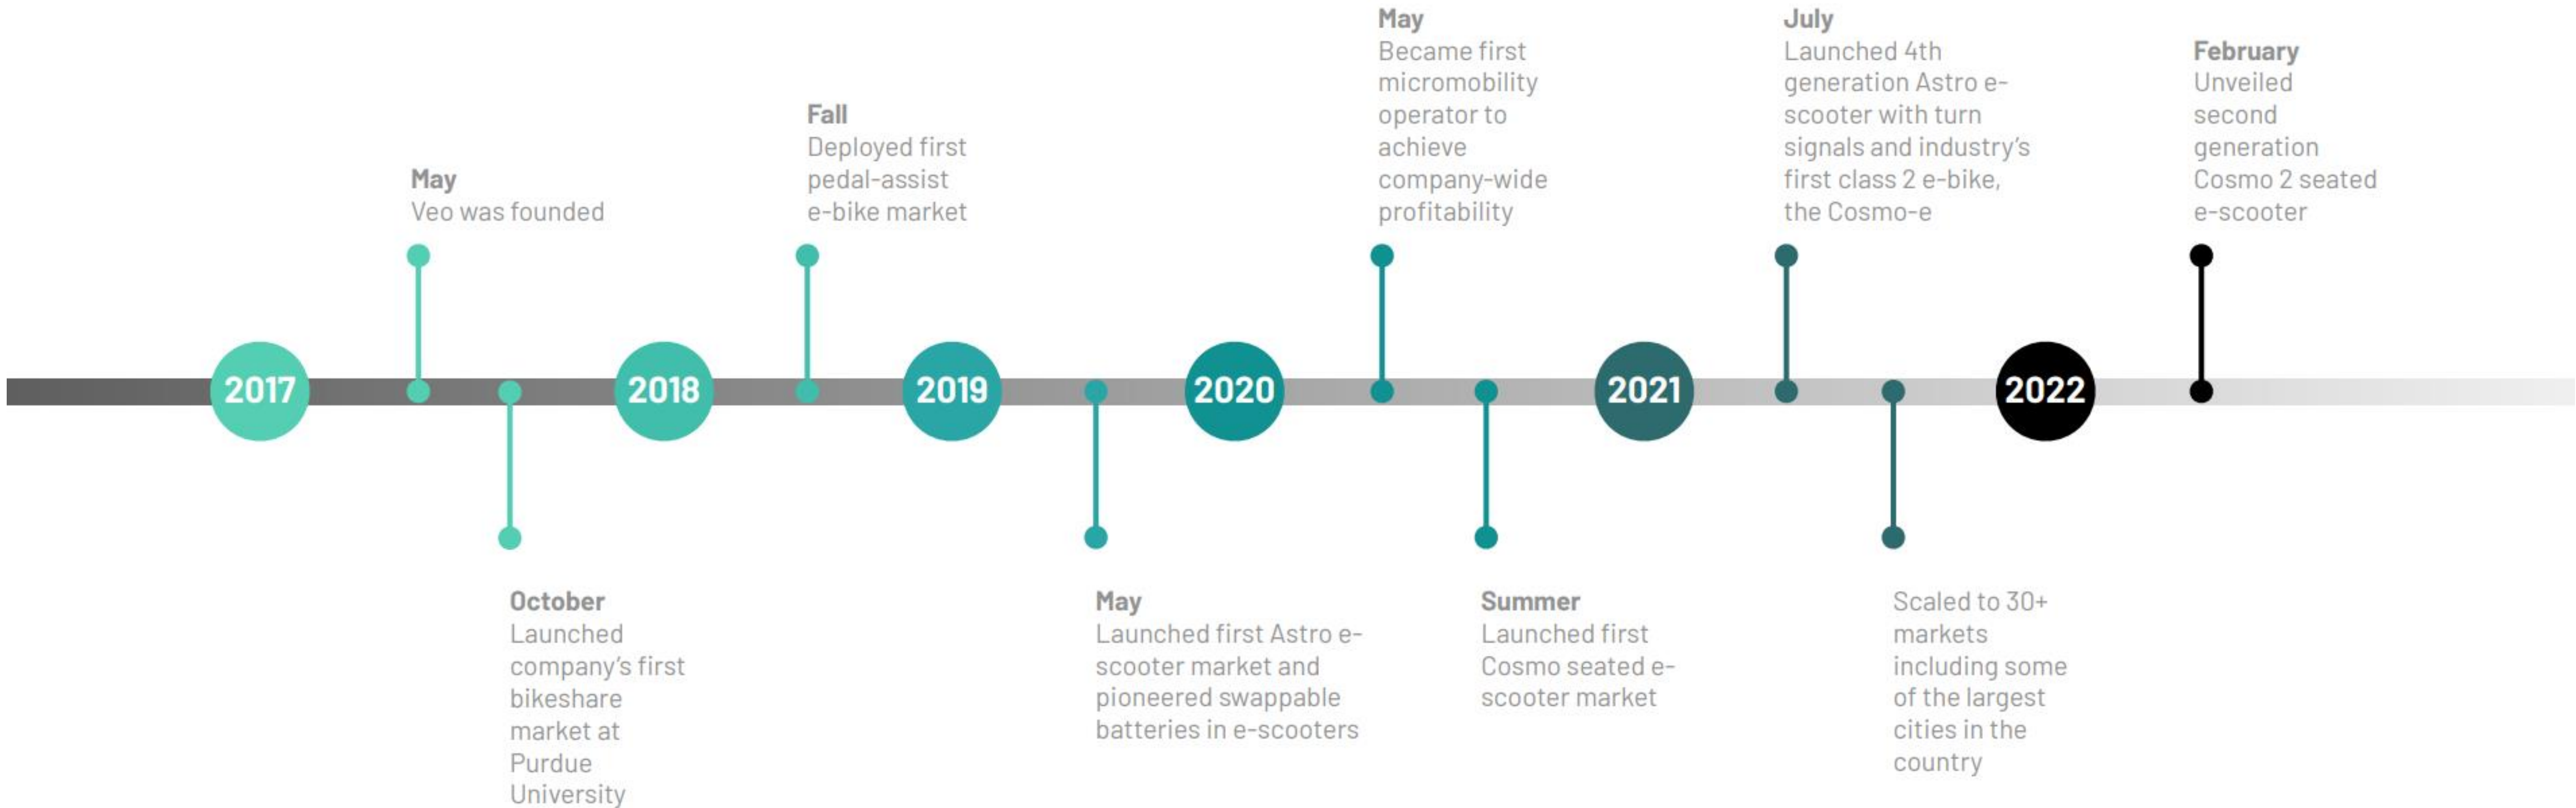 May
Veo was founded
Fall
Deployed first
pedal-assist
e-bike market
May
Became first
micromobility
operator to
achieve
company-wide
profitability
July
Launched 4th
generation Astro e-
scooter with turn
signals and industry's
first class 2 e-bike,
the Cosmo-e
February
Unveiled
second
generation
Cosmo 2 seated
e-scooter
2017
2018
2019
2020
2021
2022
October
Launched
company's first
bikeshare
market at
Purdue
University
May
Launched first Astro e-
scooter market and
pioneered swappable
batteries in e-scooters
Summer
Launched first
Cosmo seated e-
scooter market
Scaled to 30+
markets
including some
of the largest
cities in the
country